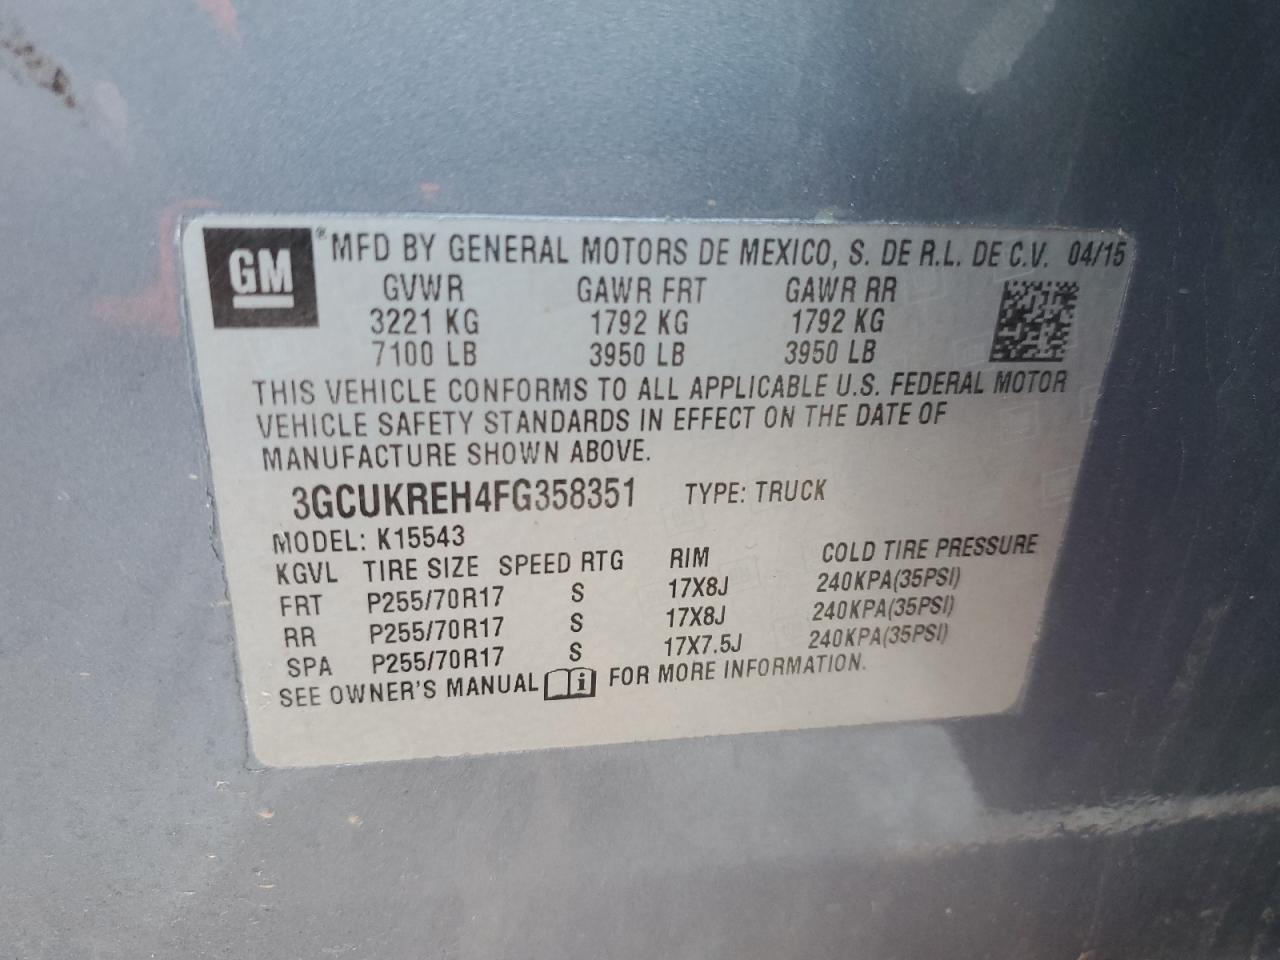 GM ® MFD BY GENERAL MOTORS DE MEXICO, S. DE R.L. DE C.V. 04/15
GVWR GAWR FRT GAWR RR
3221 KG 1792 KG 1792 KG
7100 LB 3950 LB 3950 LB
THIS VEHICLE CONFORMS TO ALL APPLICABLE U.S. FEDERAL MOTOR
VEHICLE SAFETY STANDARDS IN EFFECT ON THE DATE OF
MANUFACTURE SHOWN ABOVE.
3GCUKREH4FG358351 TYPE: TRUCK
MODEL: K15543
KGVL TIRE SIZE SPEED RTG RIM COLD TIRE PRESSURE
FRT P255/70R17 S 17X8J 240KPA(35PSI)
RR P255/70R17 S 17X8J 240KPA(35PSI)
SPA P255/70R17 S 17X7.5J 240KPA(35PSI)
SEE OWNER'S MANUAL i FOR MORE INFORMATION.